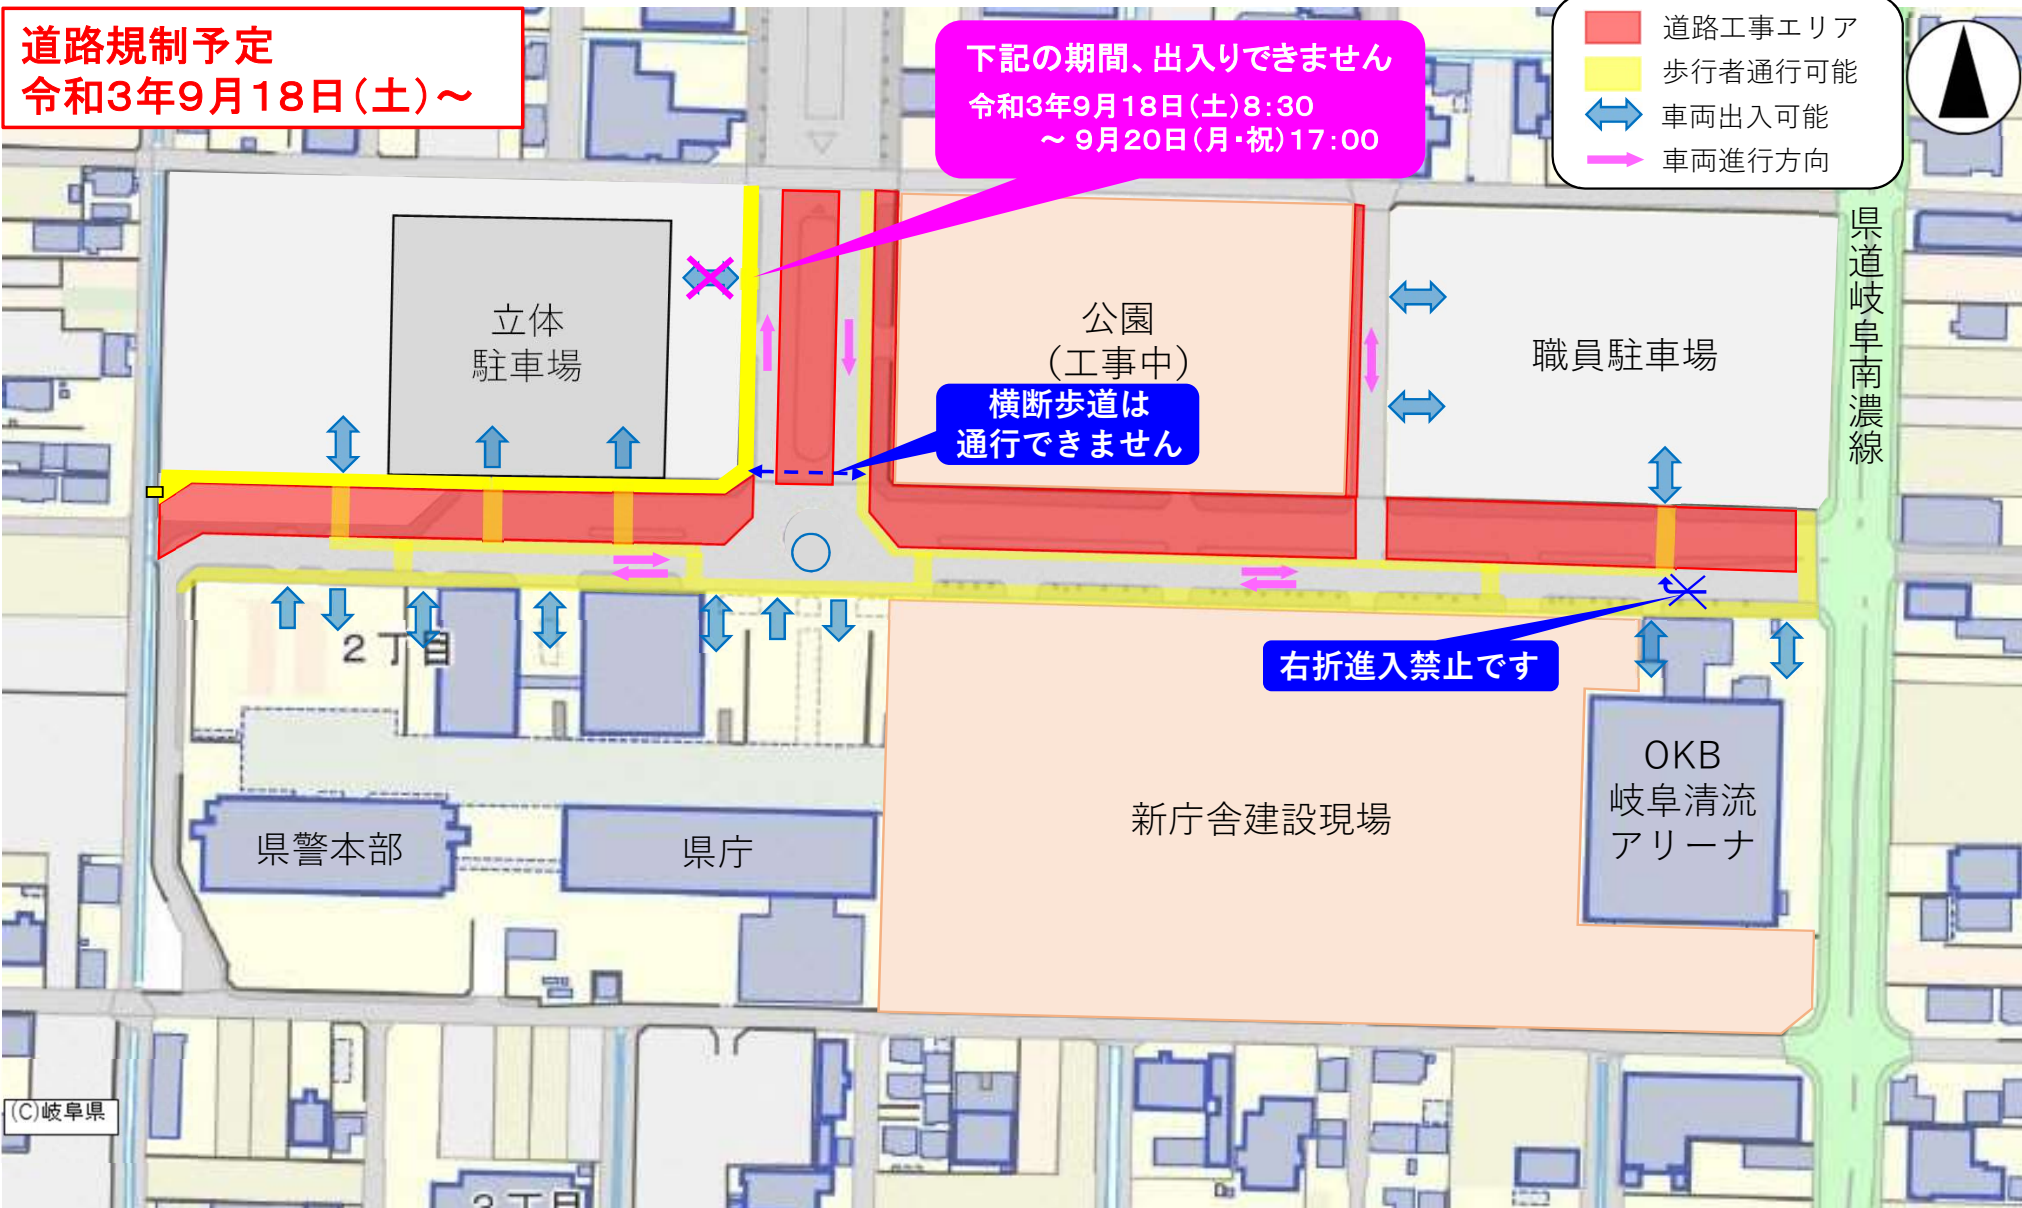 道路規制予定
令和3年9月18日(土)～
下記の期間、出入りできません
令和3年9月18日(土)8:30
～ 9月20日(月・祝)17:00
道路工事エリア
歩行者通行可能
車両出入可能
車両進行方向
県道岐阜南濃線
立体
駐車場
公園
(工事中)
職員駐車場
横断歩道は
通行できません
右折進入禁止です
2丁目
OKB
岐阜清流
アリーナ
新庁舎建設現場
県警本部
県庁
(C)岐阜県
3丁目